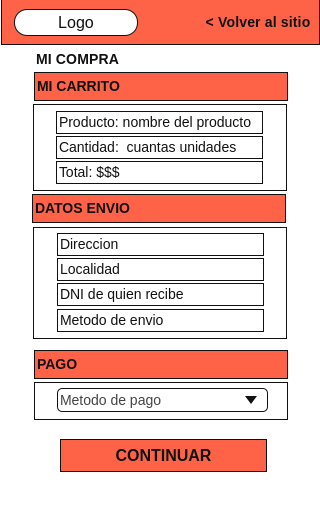 Logo
< Volver al sitio
MI COMPRA
MI CARRITO
Producto: nombre del producto
Cantidad:  cuantas unidades
Total: $$$
DATOS ENVIO
Direccion
Localidad
DNI de quien recibe
Metodo de envio
PAGO
Metodo de pago
CONTINUAR